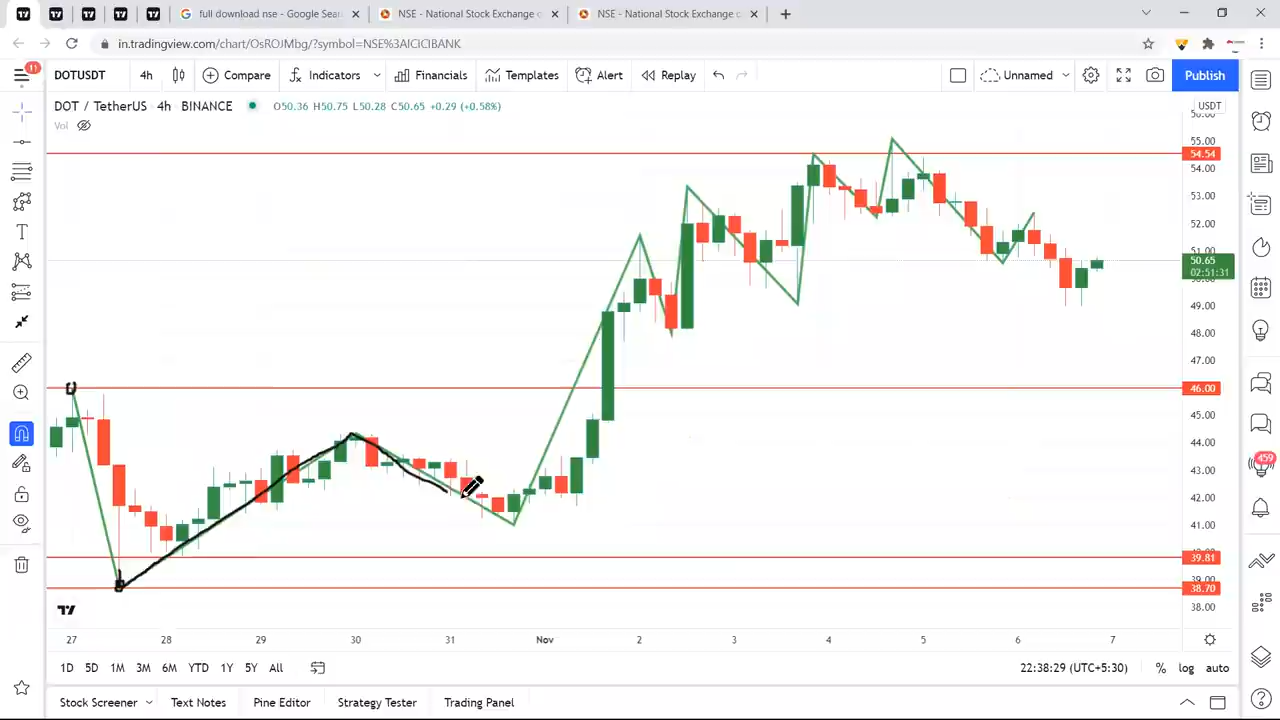 full download nse - Google Sear
NSE - National Stock Exchange o
NSE - National Stock Exchange o
in.tradingview.com/chart/OsROJMbg/?symbol=NSE%3AICICIBANK
11
DOTUSDT
4h
Compare
Indicators
Financials
Templates
Alert
Replay
Unnamed
Publish
DOT / TetherUS 4h BINANCE
O50.36 H50.75 L50.28 C50.65 +0.29 (+0.58%)
USDT
Vol
55.00
54.54
54.00
53.00
52.00
51.00
50.65
02:51:31
49.00
48.00
47.00
46.00
45.00
44.00
43.00
42.00
41.00
39.81
39.00
38.70
38.00
459
27
28
29
30
31
Nov
2
3
4
5
6
7
1D
5D
1M
3M
6M
YTD
1Y
5Y
All
22:38:29 (UTC+5:30)
%
log
auto
Stock Screener
Text Notes
Pine Editor
Strategy Tester
Trading Panel